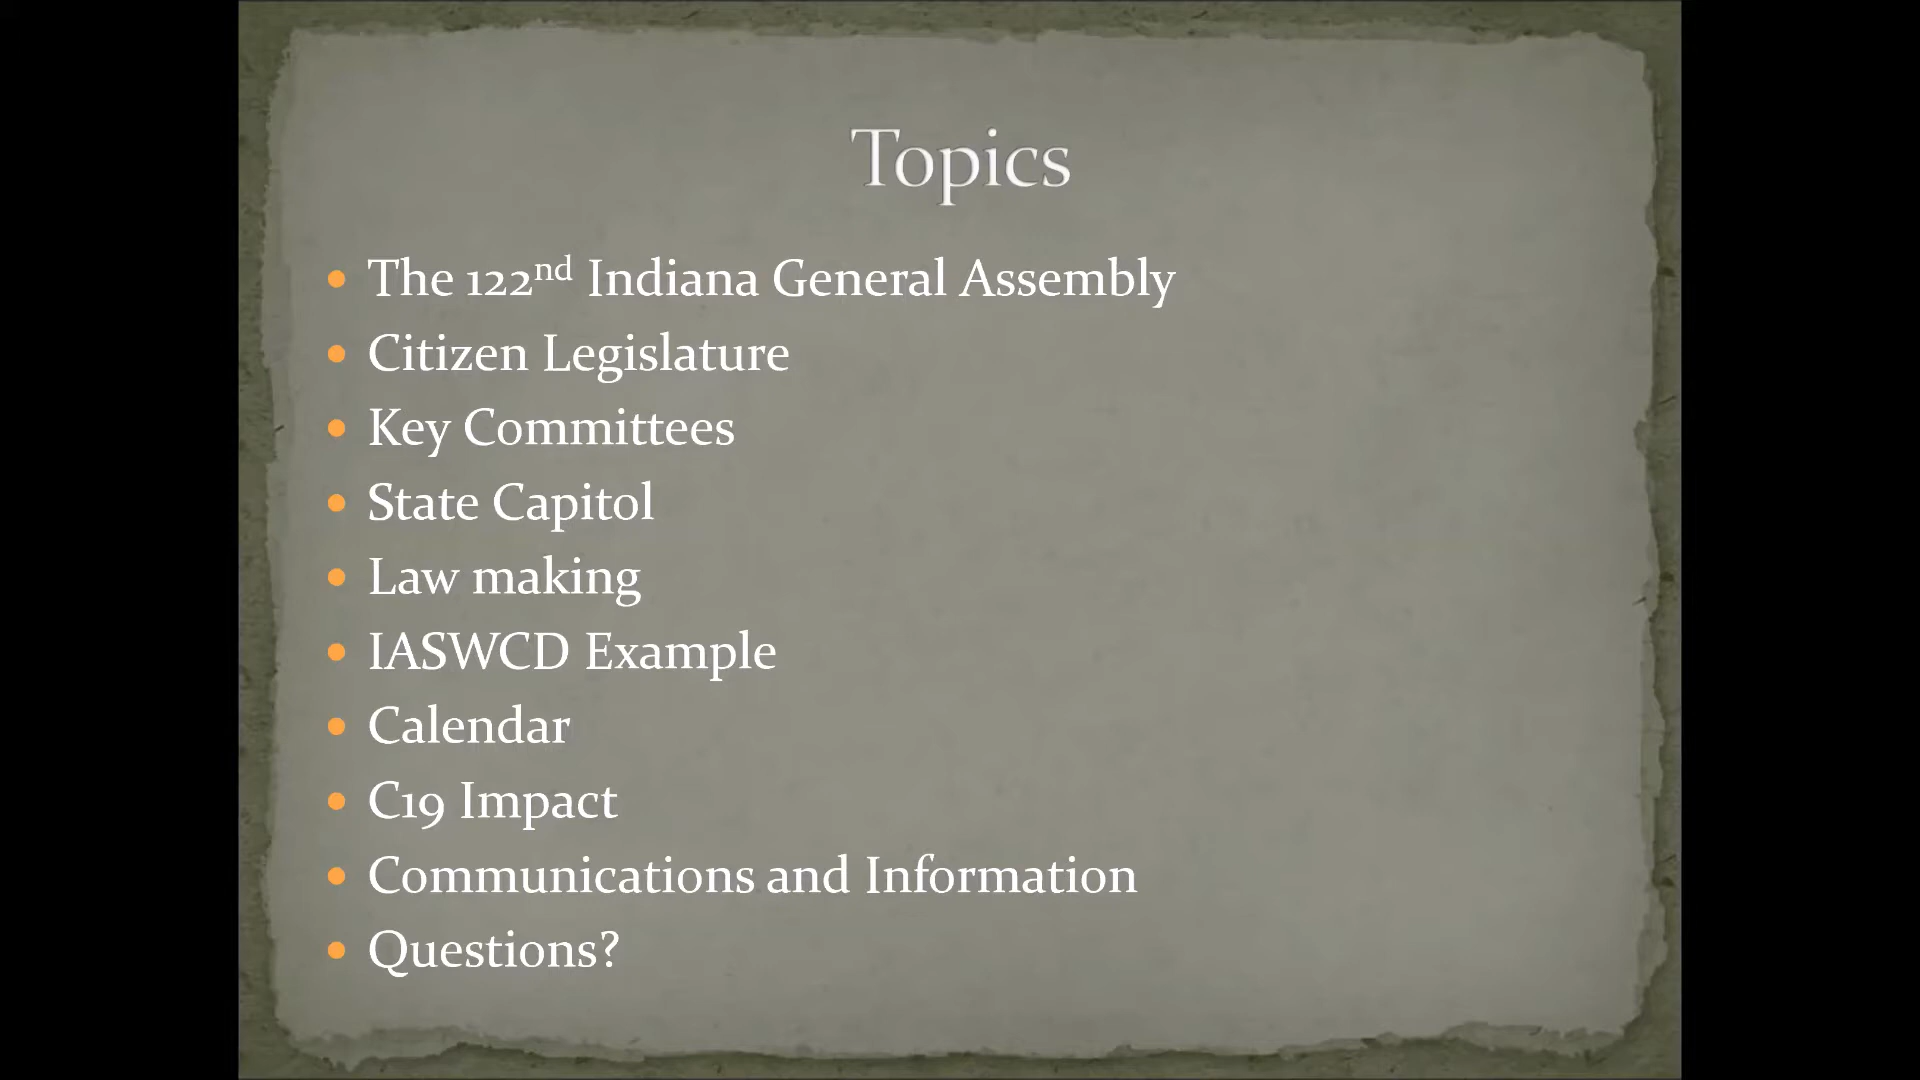 Topics
• The 122nd Indiana General Assembly
• Citizen Legislature
• Key Committees
• State Capitol
• Law making
• IASWCD Example
• Calendar
• C19 Impact
• Communications and Information
• Questions?